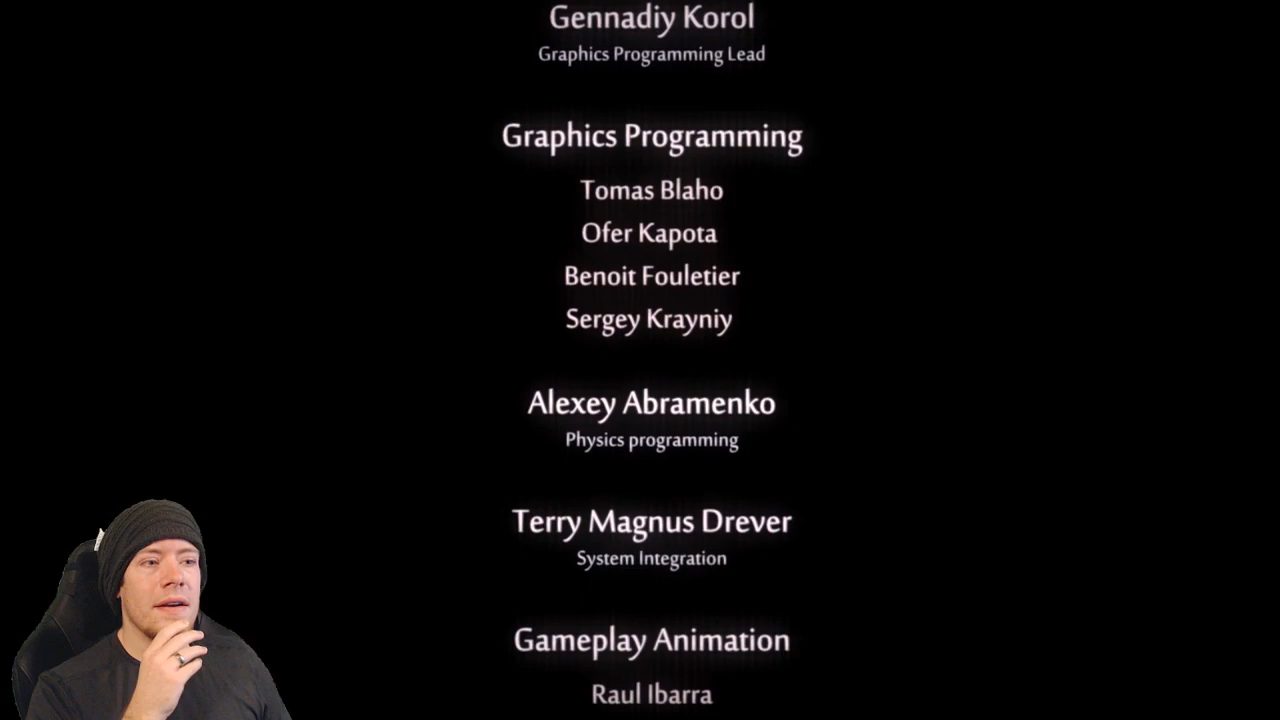 Gennadiy Korol
Graphics Programming Lead
Graphics Programming
Tomas Blaho
Ofer Kapota
Benoit Fouletier
Sergey Krayniy
Alexey Abramenko
Physics programming
Terry Magnus Drever
System Integration
Gameplay Animation
Raul Ibarra